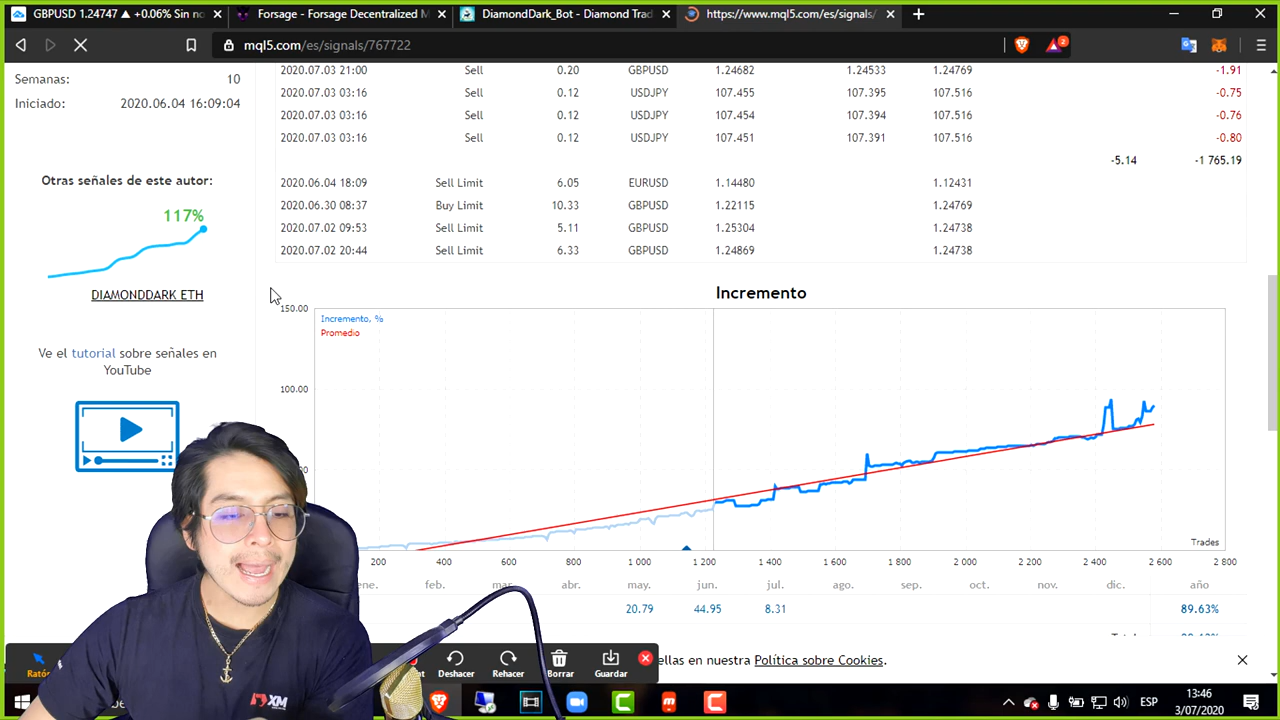 GBPUSD 1.24747 ▲ +0.06% Sin no
Forsage - Forsage Decentralized M
DiamondDark_Bot - Diamond Trad
https://www.mql5.com/es/signals/
mql5.com/es/signals/767722
2
Semanas: 10
Iniciado: 2020.06.04 16:09:04
Otras señales de este autor:
117%
DIAMONDDARK ETH
Ve el tutorial sobre señales en
YouTube
2020.07.03 21:00 Sell 0.20 GBPUSD 1.24682 1.24533 1.24769 -1.91
2020.07.03 03:16 Sell 0.12 USDJPY 107.455 107.395 107.516 -0.75
2020.07.03 03:16 Sell 0.12 USDJPY 107.454 107.394 107.516 -0.76
2020.07.03 03:16 Sell 0.12 USDJPY 107.451 107.391 107.516 -0.80
-5.14 -1 765.19
2020.06.04 18:09 Sell Limit 6.05 EURUSD 1.14480 1.12431
2020.06.30 08:37 Buy Limit 10.33 GBPUSD 1.22115 1.24769
2020.07.02 09:53 Sell Limit 5.11 GBPUSD 1.25304 1.24738
2020.07.02 20:44 Sell Limit 6.33 GBPUSD 1.24869 1.24738
Incremento
150.00
Incremento, %
Promedio
100.00
Trades
200 400 600 800 1 000 1 200 1 400 1 600 1 800 2 000 2 200 2 400 2 600 2 800
ene. feb. mar. abr. may. jun. jul. ago. sep. oct. nov. dic. año
20.79 44.95 8.31 89.63%
ellas en nuestra Política sobre Cookies.
Deshacer Rehacer Borrar Guardar
XM
ESP
13:46
3/07/2020